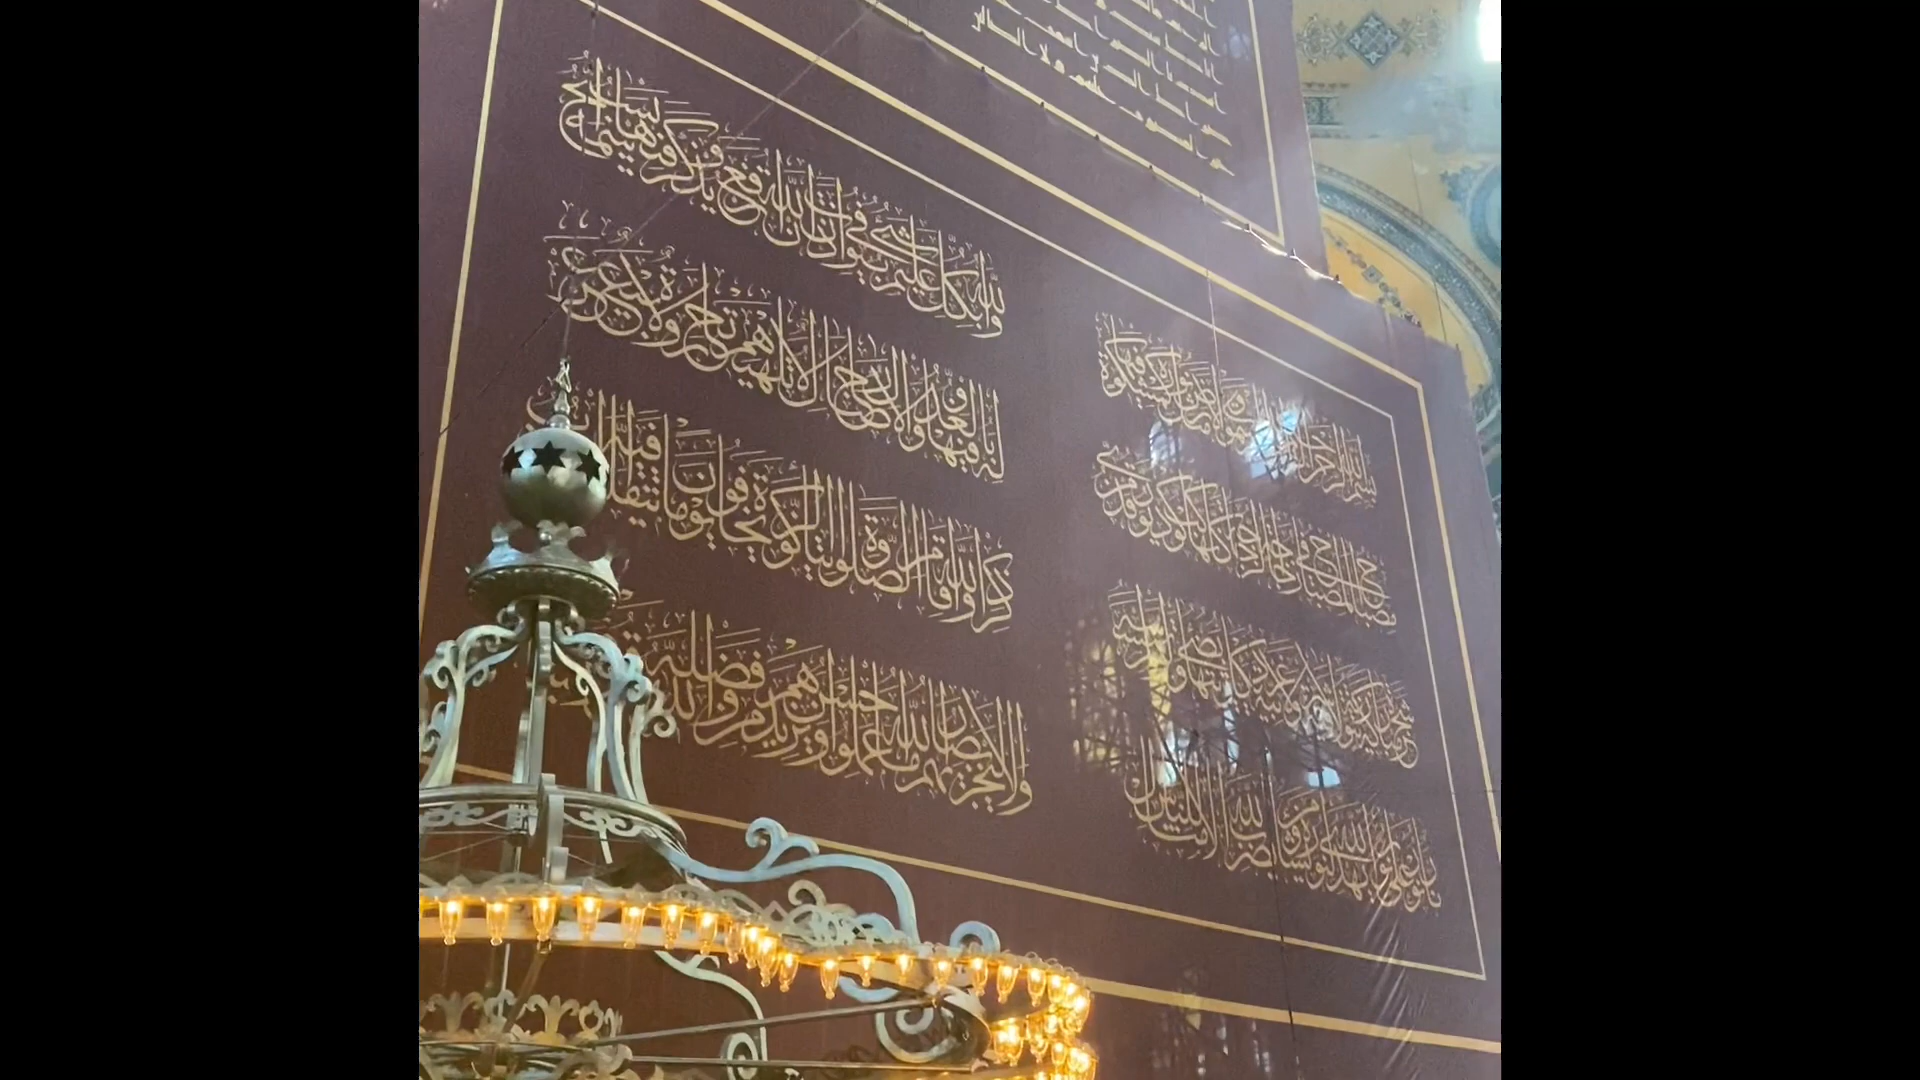 عليهم ولا الضالين
بسم الله الرحمن الرحيم الله نور السموات والأرض مثل نوره كمشكوة فيها
مصباح المصباح في زجاجة الزجاجة كأنها كوكب دري يوقد من
شجرة مباركة زيتونة لا شرقية ولا غربية يكاد زيتها يضيء ولو لم تمسسه
نار نور على نور يهدي الله لنوره من يشاء ويضرب الله الأمثال للناس
والله بكل شيء عليم في بيوت أذن الله أن ترفع ويذكر فيها اسمه يسبح
له فيها بالغدو والآصال رجال لا تلهيهم تجارة ولا بيع عن
ذكر الله وإقام الصلوة وإيتاء الزكوة يخافون يوما تتقلب فيه
والأبصار ليجزيهم الله أحسن ما عملوا ويزيدهم من فضله والله